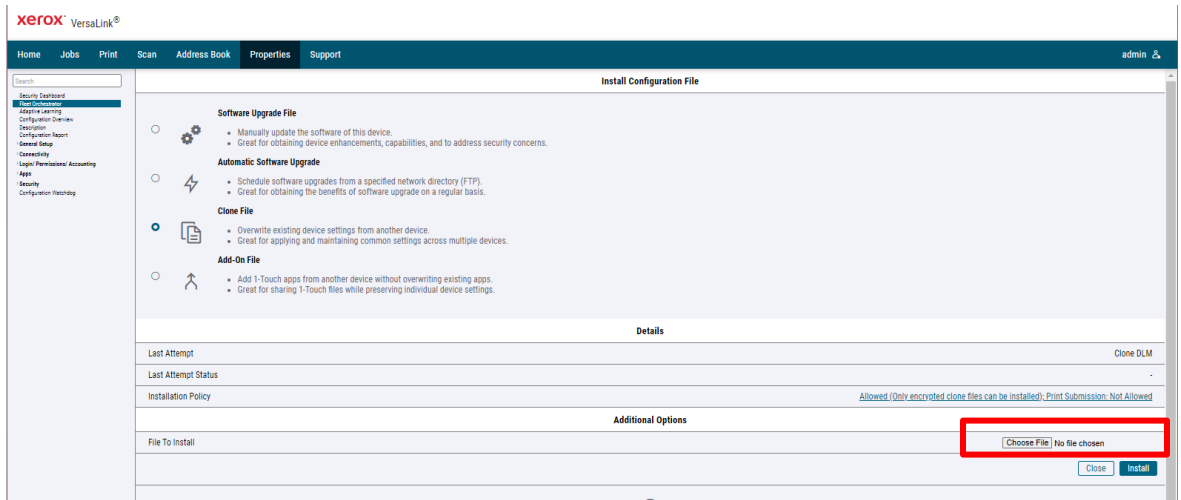 xerox™ VersaLink®
Home Jobs Print Scan Address Book Properties Support admin
Search
Security Dashboard
Fleet Orchestrator
Adaptive Learning
Configuration Overview
Description
Configuration Report
General Setup
Connectivity
Login/ Permissions/ Accounting
Apps
Security
Configuration Watchdog
Install Configuration File
Software Upgrade File
• Manually update the software of this device.
• Great for obtaining device enhancements, capabilities, and to address security concerns.
Automatic Software Upgrade
• Schedule software upgrades from a specified network directory (FTP).
• Great for obtaining the benefits of software upgrade on a regular basis.
Clone File
• Overwrite existing device settings from another device.
• Great for applying and maintaining common settings across multiple devices.
Add-On File
• Add 1-Touch apps from another device without overwriting existing apps.
• Great for sharing 1-Touch files while preserving individual device settings.
Details
Last Attempt Clone DLM
Last Attempt Status -
Installation Policy Allowed (Only encrypted clone files can be installed); Print Submission: Not Allowed
Additional Options
File To Install Choose File No file chosen
Close Install